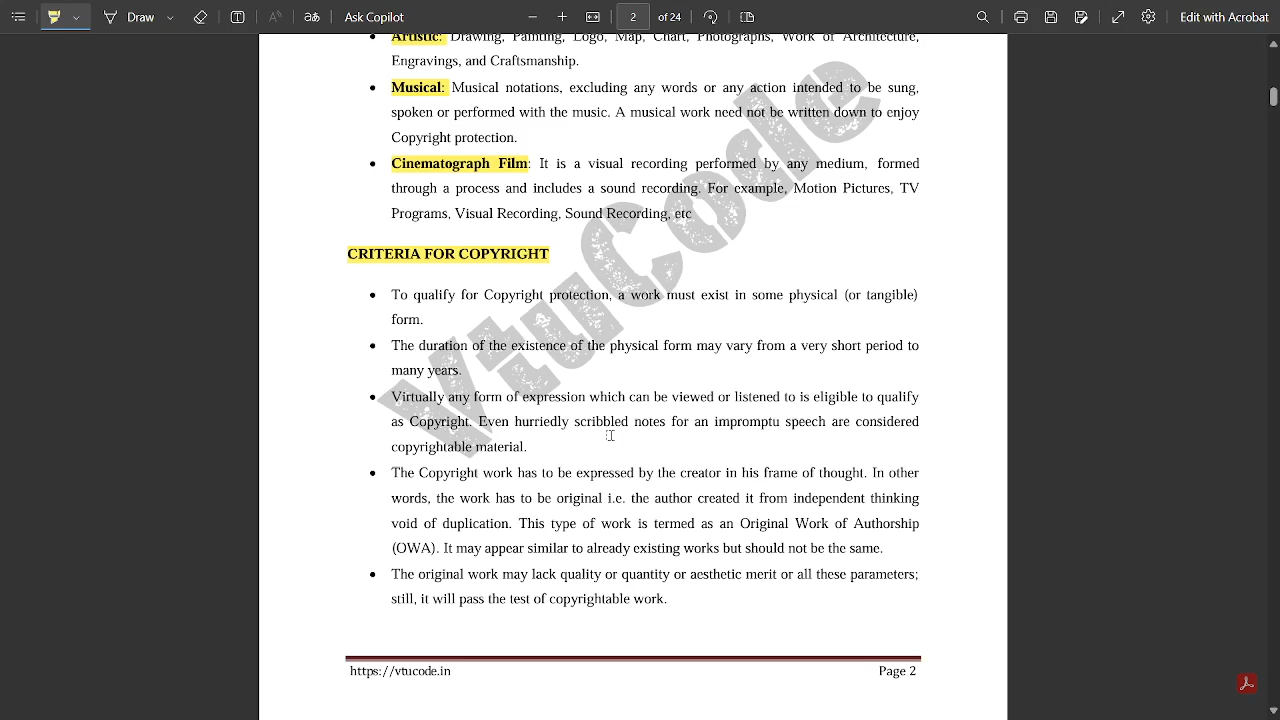 Draw
Ask Copilot
2
of 24
Edit with Acrobat
Artistic: Drawing, Painting, Logo, Map, Chart, Photographs, Work of Architecture,
Engravings, and Craftsmanship.
Musical: Musical notations, excluding any words or any action intended to be sung,
spoken or performed with the music. A musical work need not be written down to enjoy
Copyright protection.
Cinematograph Film: It is a visual recording performed by any medium, formed
through a process and includes a sound recording. For example, Motion Pictures, TV
Programs, Visual Recording, Sound Recording, etc
CRITERIA FOR COPYRIGHT
To qualify for Copyright protection, a work must exist in some physical (or tangible)
form.
The duration of the existence of the physical form may vary from a very short period to
many years.
Virtually any form of expression which can be viewed or listened to is eligible to qualify
as Copyright. Even hurriedly scribbled notes for an impromptu speech are considered
copyrightable material.
The Copyright work has to be expressed by the creator in his frame of thought. In other
words, the work has to be original i.e. the author created it from independent thinking
void of duplication. This type of work is termed as an Original Work of Authorship
(OWA). It may appear similar to already existing works but should not be the same.
The original work may lack quality or quantity or aesthetic merit or all these parameters;
still, it will pass the test of copyrightable work.
VtuCode
https://vtucode.in
Page 2